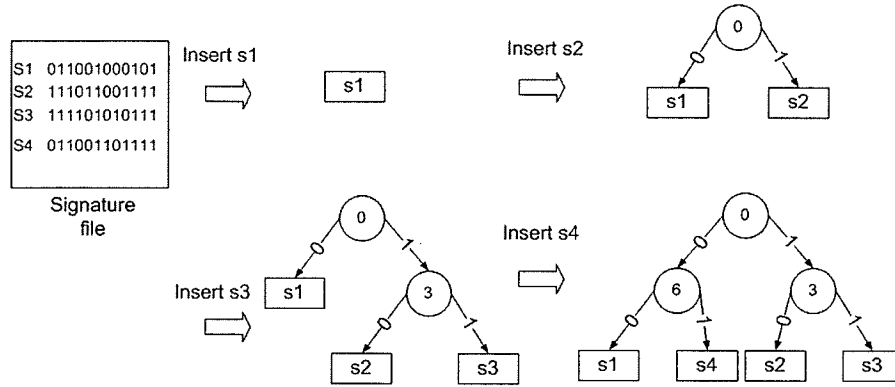 S1 011001000101
S2 111011001111
S3 111101010111
S4 011001101111
Signature
file
Insert s1
s1
Insert s2
0
0 1
s1 s2
Insert s3
0
0 1
s1 3
0 1
s2 s3
Insert s4
0
0 1
6 3
0 1 0 1
s1 s4 s2 s3